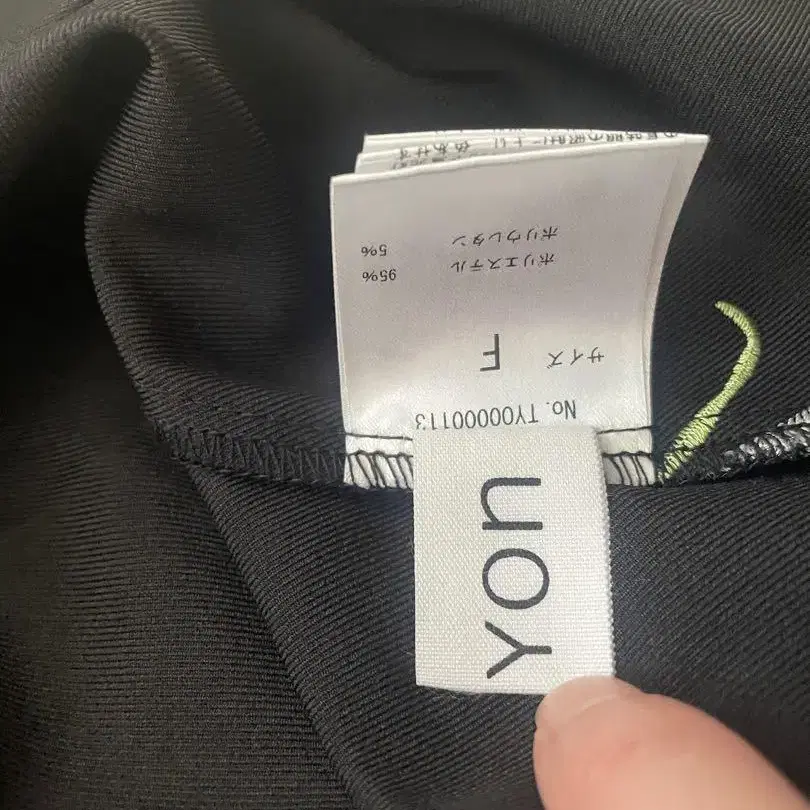 Yon
No. TY00000113
サイズ F
ポリエステル 95%
ポリウレタン 5%